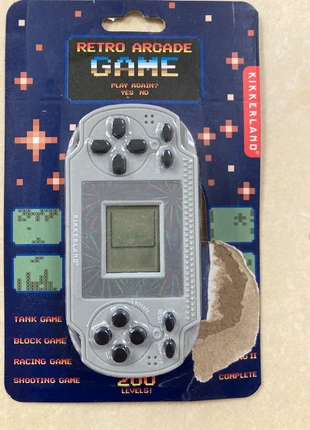 RETRO ARCADE
GAME
PLAY AGAIN?
YES NO
KIKKERLAND
KIKKERLAND
TANK GAME
BLOCK GAME
RACING GAME
II
SHOOTING GAME
200
COMPLETE
LEVELS!